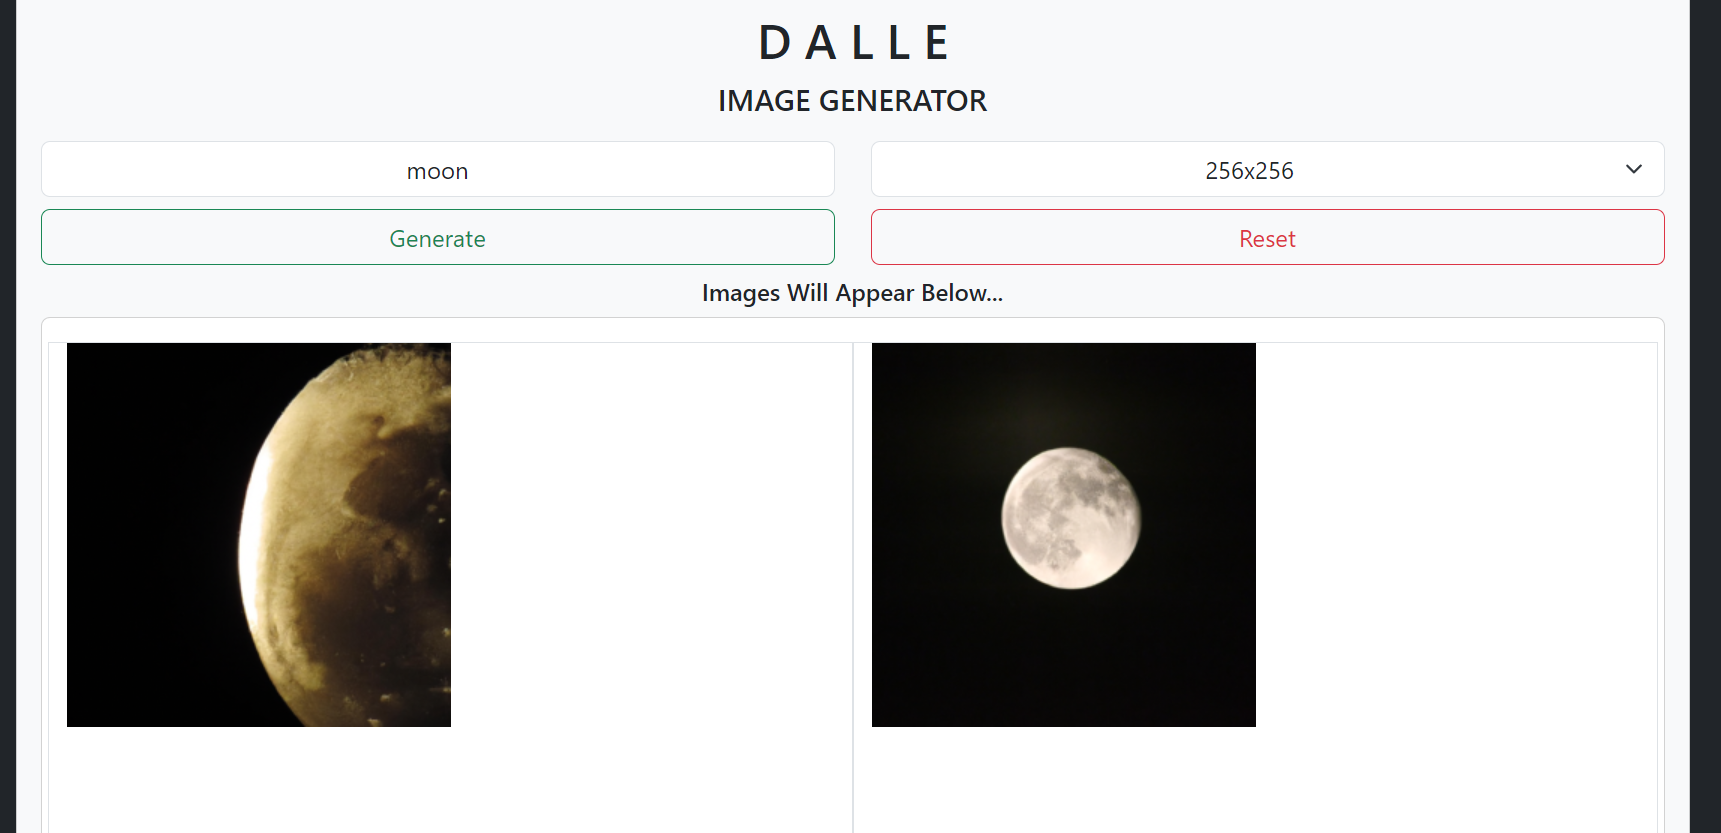 D A L L E
IMAGE GENERATOR
moon
256x256
Generate
Reset
Images Will Appear Below...